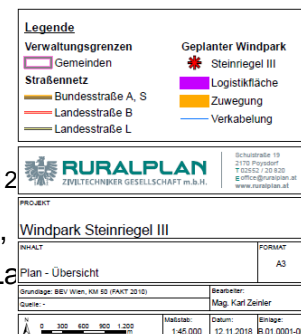 Legende
Verwaltungsgrenzen
Gemeinden
Straßennetz
Bundesstraße A, S
Landesstraße B
Landesstraße L
Geplanter Windpark
Steinriegel III
Logistikfläche
Zuwegung
Verkabelung
2
RURALPLAN
ZIVILTECHNIKER GESELLSCHAFT m.b.H.
Schulstraße 19
2170 Poysdorf
T 02552 / 20 820
E office@ruralplan.at
www.ruralplan.at
PROJEKT
Windpark Steinriegel III
,
INHALT
Plan - Übersicht
FORMAT
A3
La
Grundlage: BEV Wien, KM 50 (FAKT 2010)
Quelle: -
Bearbeiter:
Mag. Karl Zeinler
N
0 300 600 900 1.200
Maßstab:
1:45.000
Datum:
12.11.2018
Einlage:
B.01.0001-0